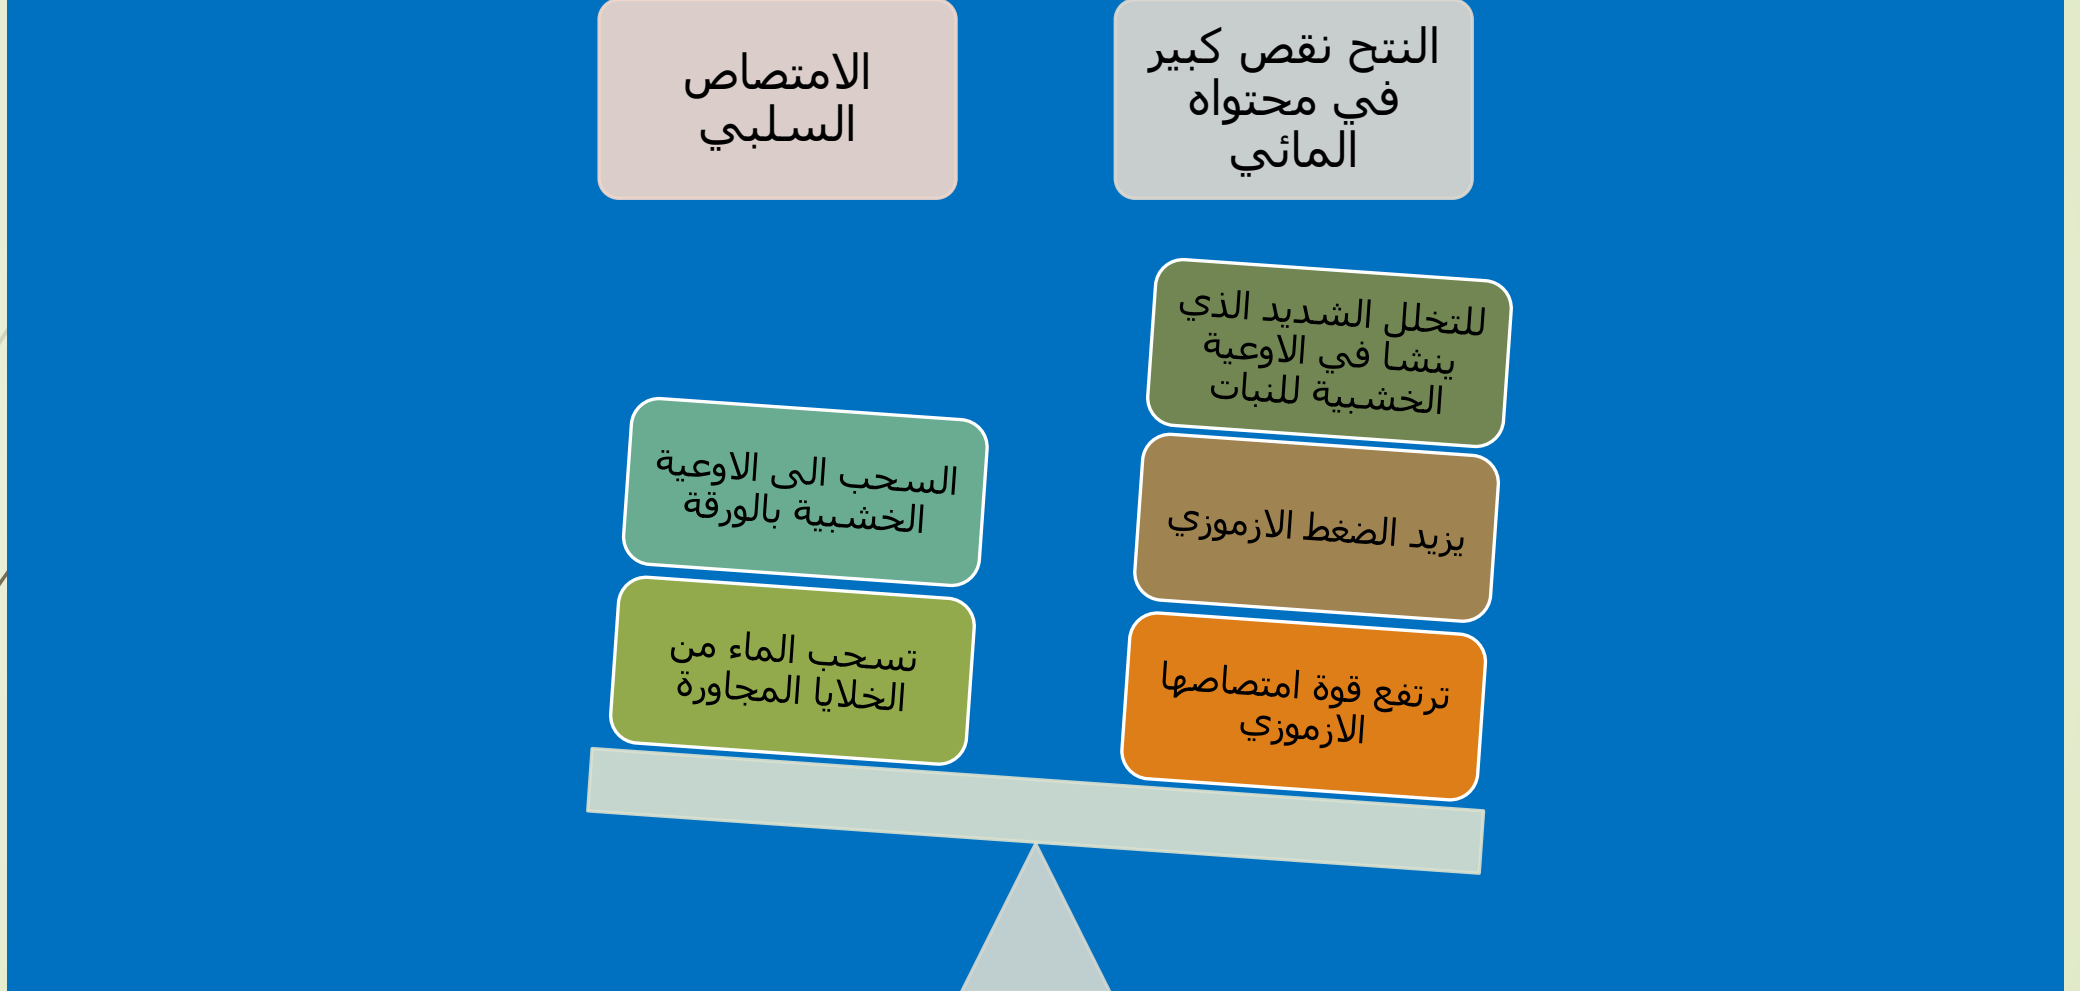 النتح نقص كبير
في محتواه
المائي
الامتصاص
السلبي
للتخلل الشديد الذي
ينشا في الاوعية
الخشبية للنبات
يزيد الضغط الازموزي
ترتفع قوة امتصاصها
الازموزي
السحب الى الاوعية
الخشبية بالورقة
تسحب الماء من
الخلايا المجاورة